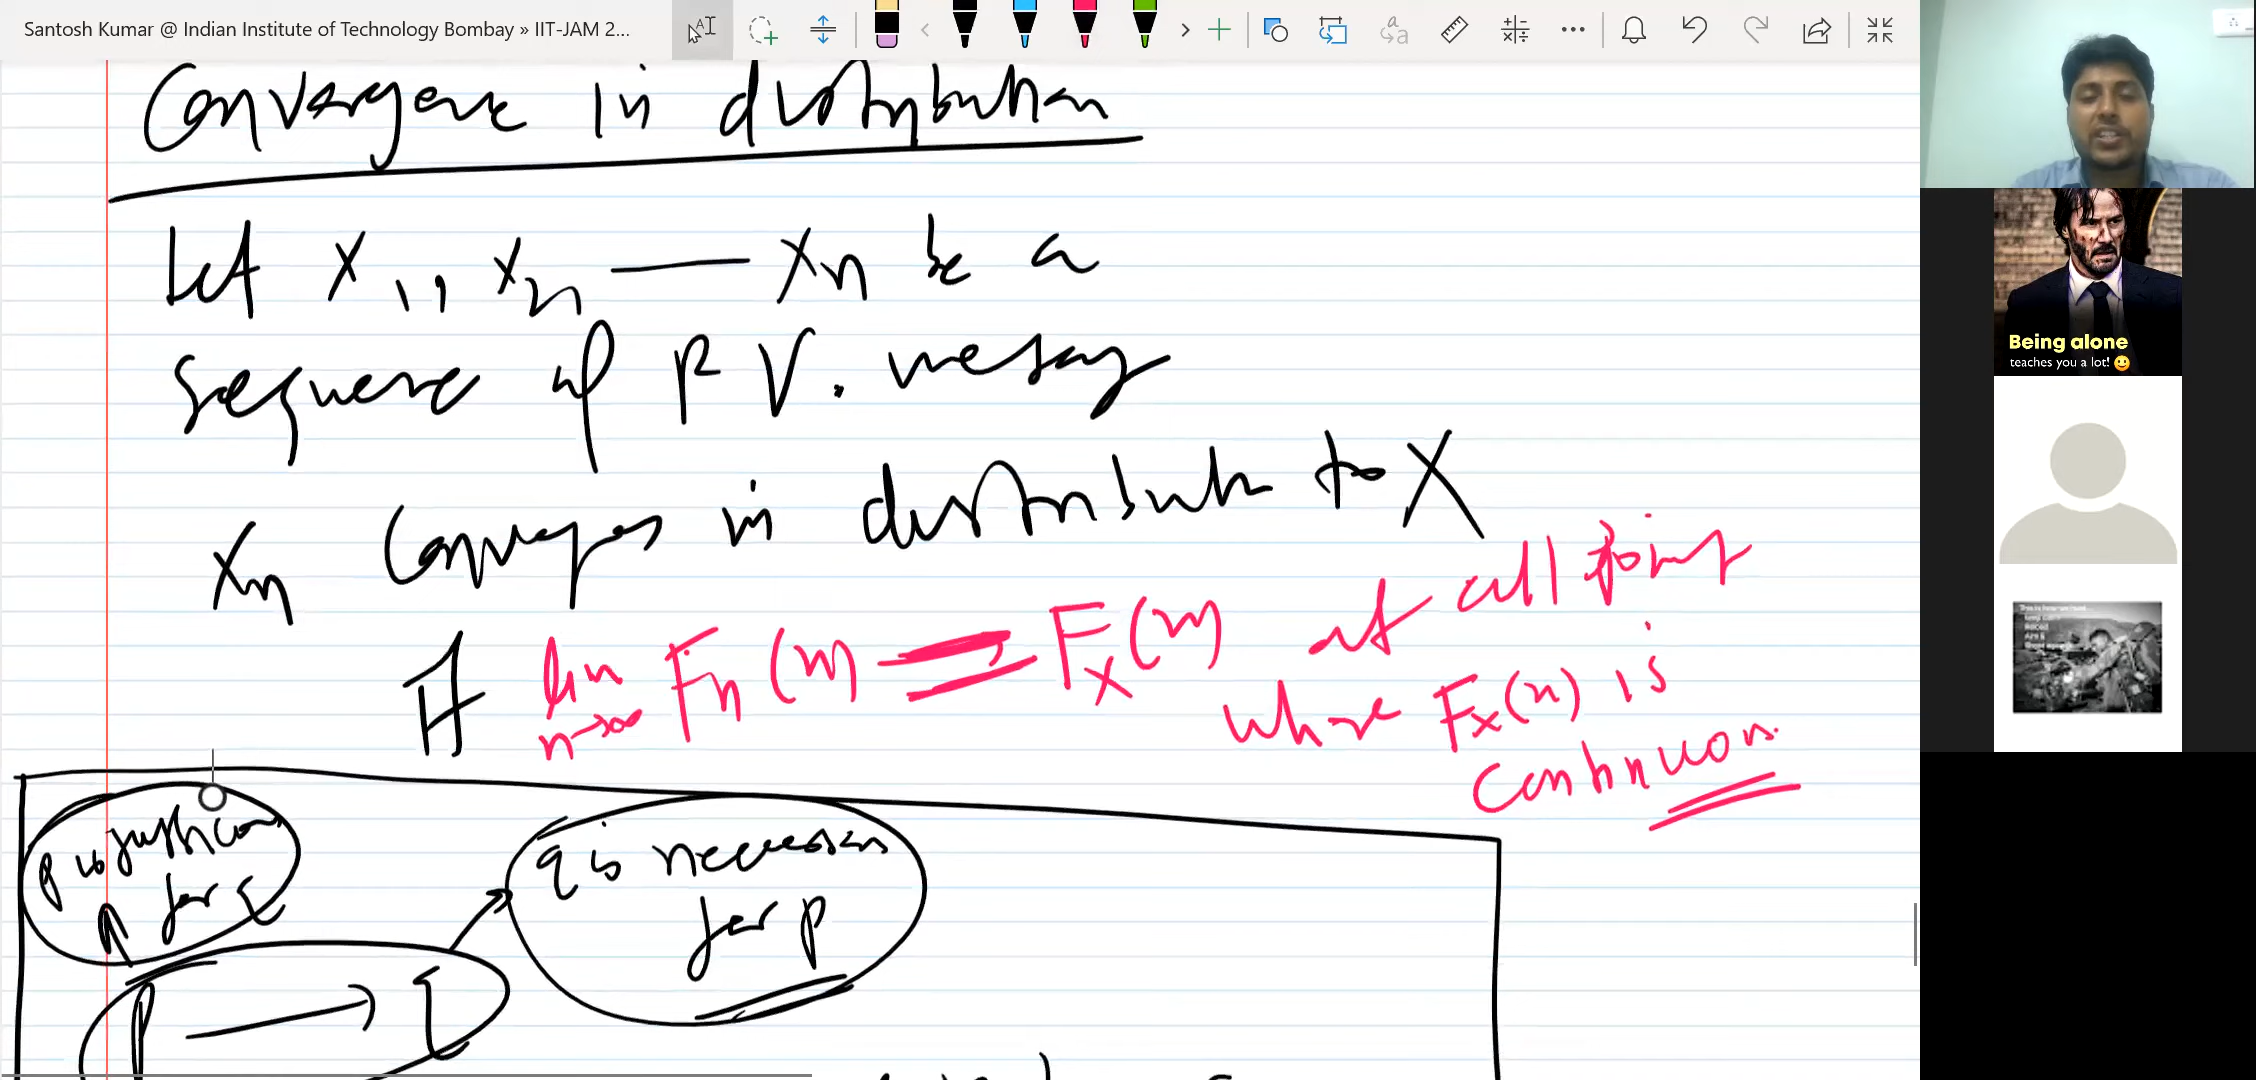 Santosh Kumar @ Indian Institute of Technology Bombay » IIT-JAM 2...
Convergence in distribution
Let X1, X2 — Xn be a
sequence of R V. we say
Xn Converges in distribution to X
If lim n→∞ Fn(x) = Fx(x) at all points
where Fx(x) is
continuous.
p is sufficient
for q
q is necessary
for p
p → q
Being alone
teaches you a lot! 🙂